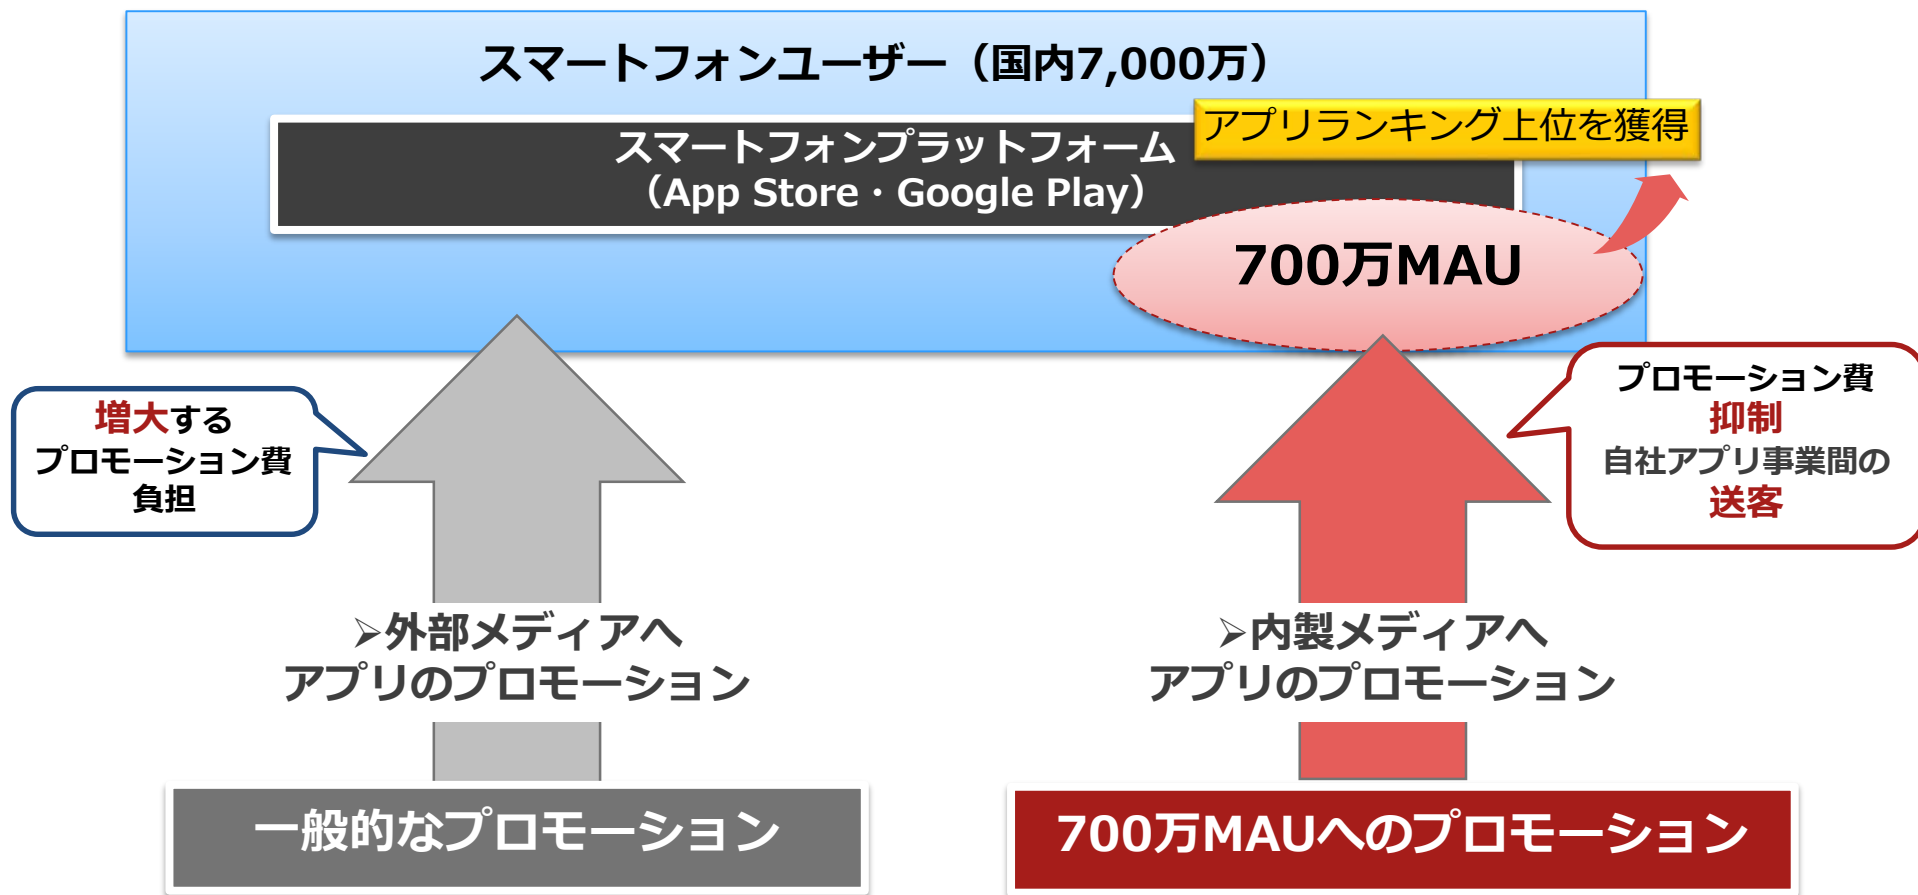 スマートフォンユーザー（国内7,000万）
アプリランキング上位を獲得
スマートフォンプラットフォーム
（App Store・Google Play）
700万MAU
増大する
プロモーション費
負担
プロモーション費
抑制
自社アプリ事業間の
送客
➢外部メディアへ
アプリのプロモーション
➢内製メディアへ
アプリのプロモーション
一般的なプロモーション
700万MAUへのプロモーション